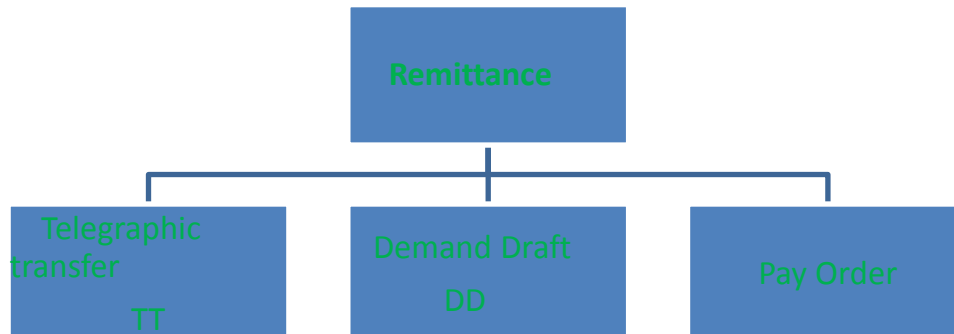 Remittance
Telegraphic
transfer
TT
Demand Draft
DD
Pay Order